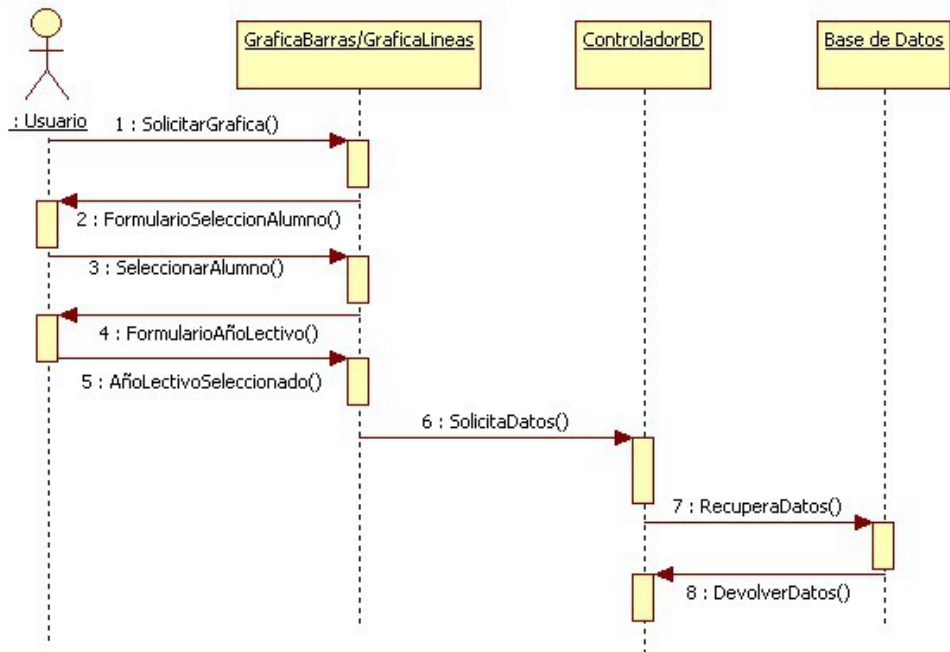 GraficaBarras/GraficaLineas
ControladorBD
Base de Datos
: Usuario
1 : SolicitarGrafica()
2 : FormularioSeleccionAlumno()
3 : SeleccionarAlumno()
4 : FormularioAñoLectivo()
5 : AñoLectivoSeleccionado()
6 : SolicitaDatos()
7 : RecuperaDatos()
8 : DevolverDatos()